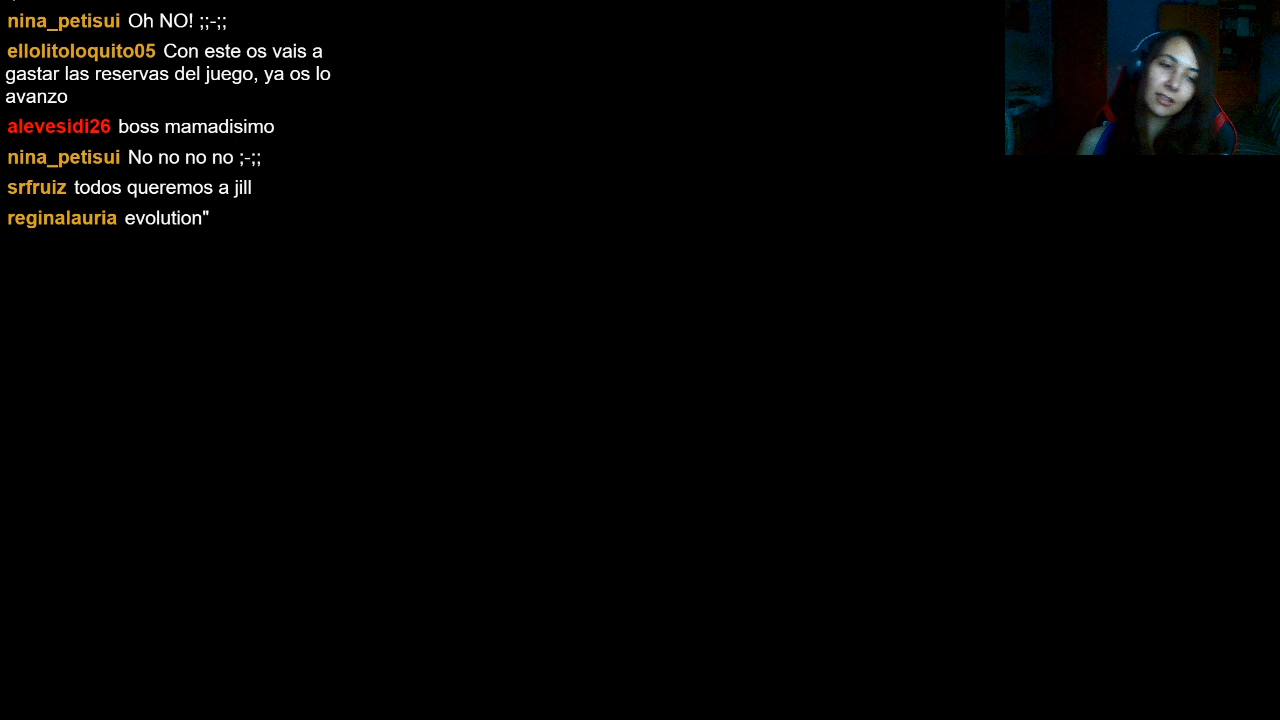 nina_petisui Oh NO! ;;-;;
ellolitoloquito05 Con este os vais a
gastar las reservas del juego, ya os lo
avanzo
alevesidi26 boss mamadisimo
nina_petisui No no no no ;-;;
srfruiz todos queremos a jill
reginalauria evolution"